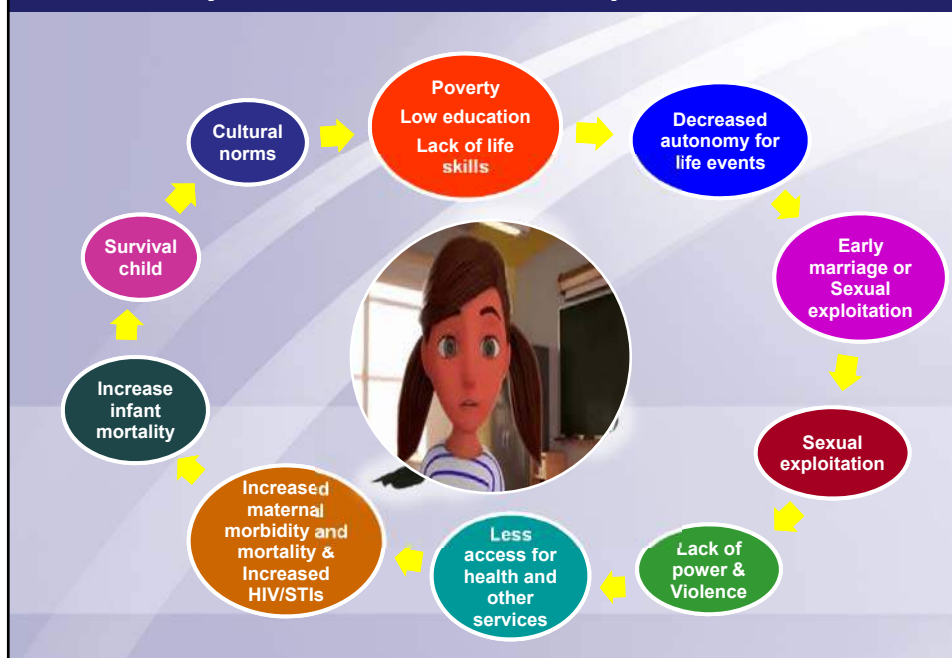 Cultural
norms
Poverty
Low education
Lack of life
skills
Decreased
autonomy for
life events
Early
marriage or
Sexual
exploitation
Sexual
exploitation
Lack of
power &
Violence
Less
access for
health and
other
services
Increased
maternal
morbidity and
mortality &
Increased
HIV/STIs
Increase
infant
mortality
Survival
child